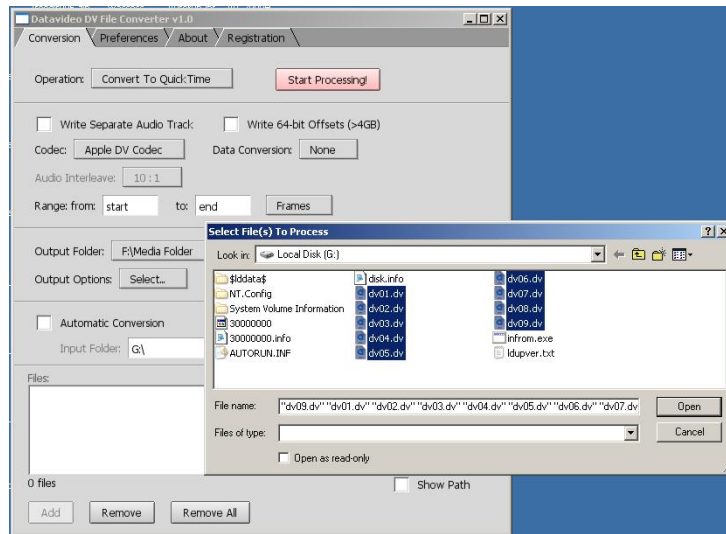 Datavideo DV File Converter v1.0
Conversion Preferences About Registration
Operation: Convert To QuickTime Start Processing!
Write Separate Audio Track Write 64-bit Offsets (>4GB)
Codec: Apple DV Codec Data Conversion: None
Audio Interleave: 10 : 1
Range: from: start to: end Frames
Output Folder: F:\Media Folder
Output Options: Select...
Automatic Conversion
Input Folder: G:\
Files:
0 files
Show Path
Add Remove Remove All
Select File(s) To Process
Look in: Local Disk (G:)
$lddata$ disk.info dv06.dv
NT.Config dv01.dv dv07.dv
System Volume Information dv02.dv dv08.dv
30000000 dv03.dv dv09.dv
30000000.info dv04.dv infrom.exe
AUTORUN.INF dv05.dv ldupver.txt
File name: "dv09.dv" "dv01.dv" "dv02.dv" "dv03.dv" "dv04.dv" "dv05.dv" "dv06.dv" "dv07.dv Open
Files of type: Cancel
Open as read-only